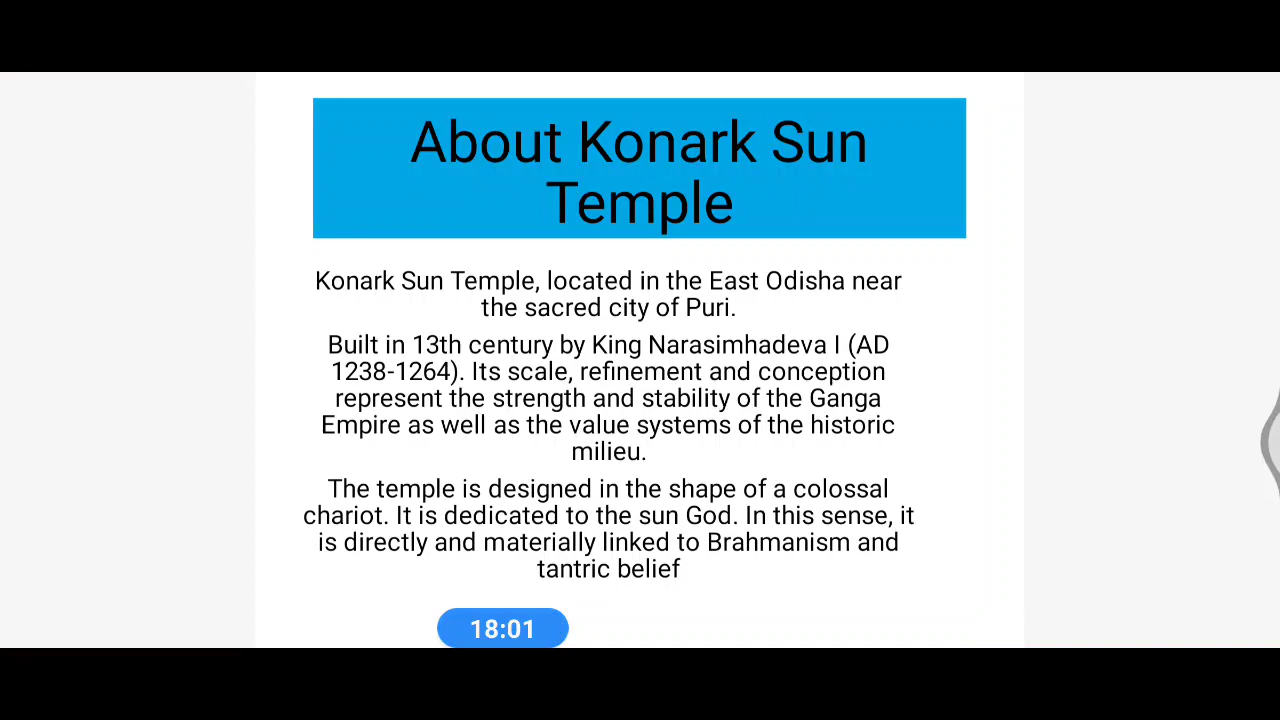 About Konark Sun
Temple
Konark Sun Temple, located in the East Odisha near
the sacred city of Puri.
Built in 13th century by King Narasimhadeva I (AD
1238-1264). Its scale, refinement and conception
represent the strength and stability of the Ganga
Empire as well as the value systems of the historic
milieu.
The temple is designed in the shape of a colossal
chariot. It is dedicated to the sun God. In this sense, it
is directly and materially linked to Brahmanism and
tantric belief
18:01